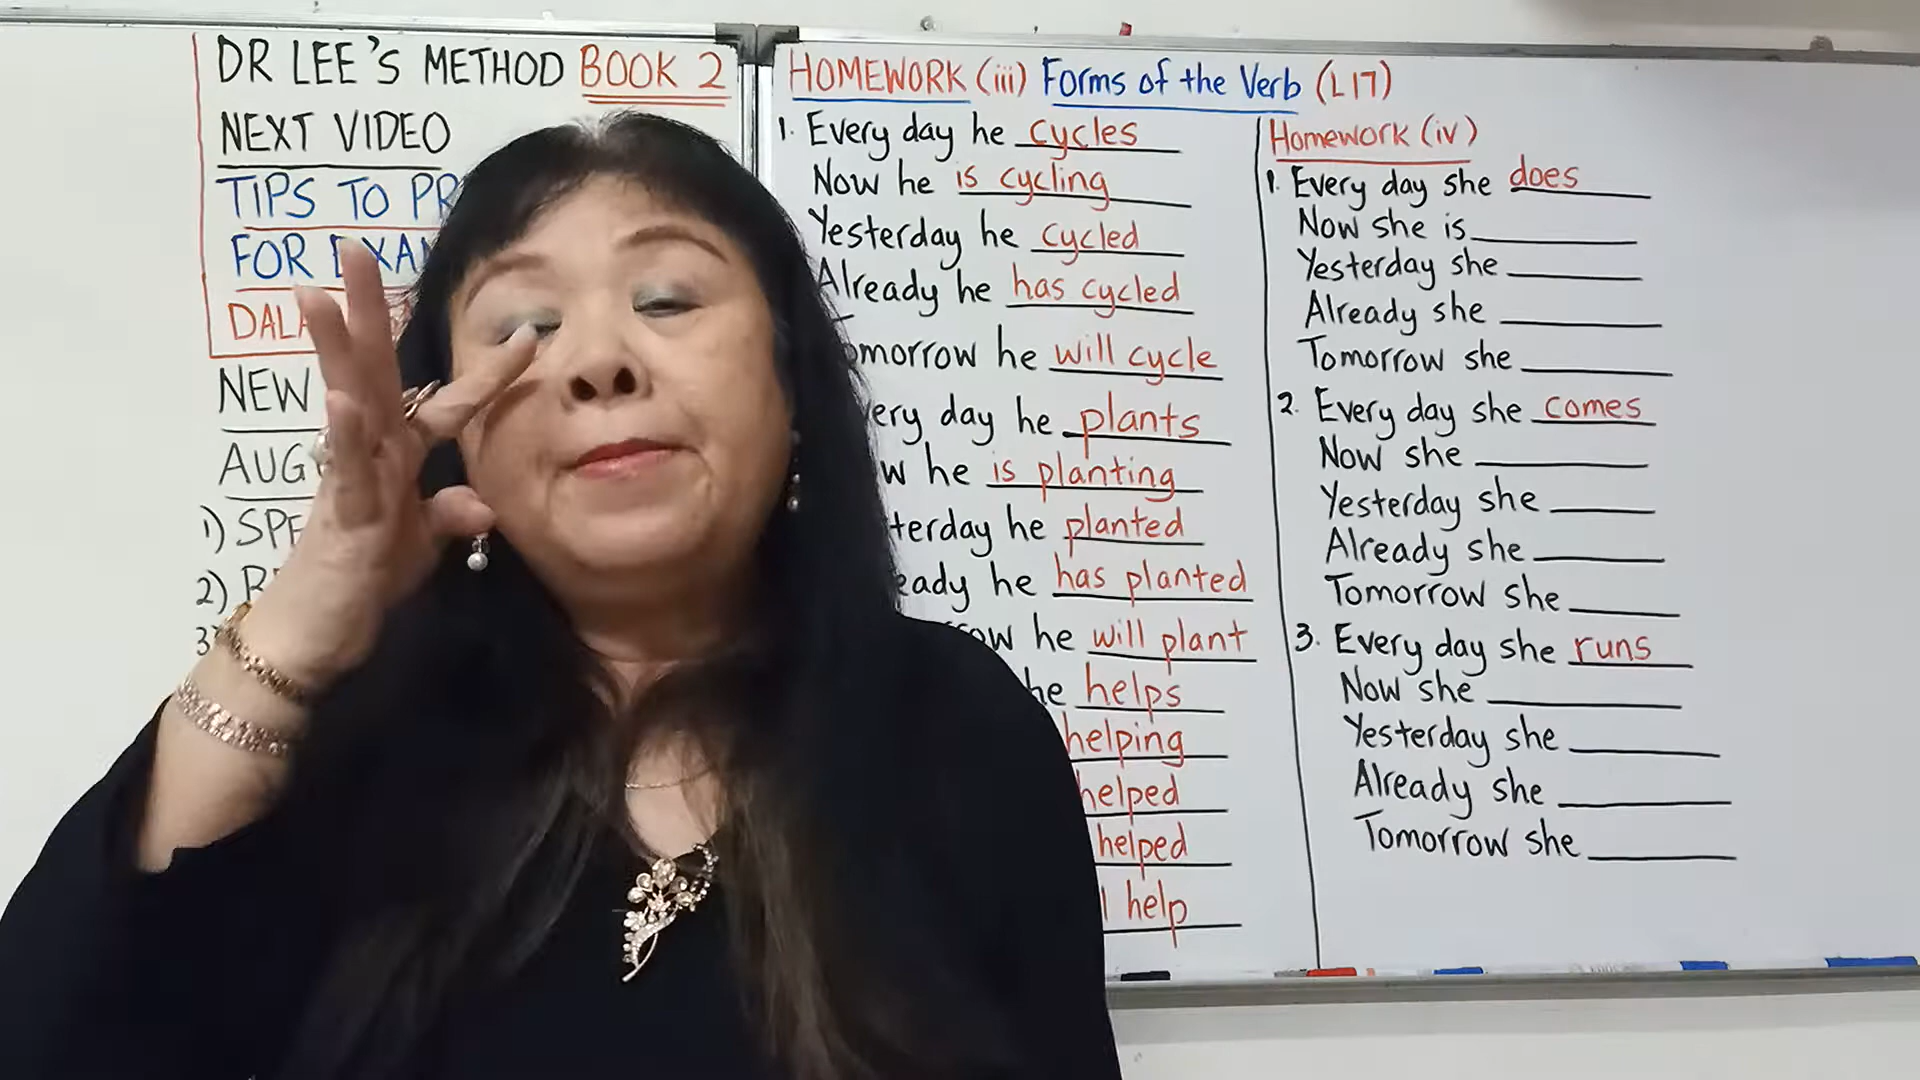 DR LEE'S METHOD BOOK 2
NEXT VIDEO
TIPS TO
FOR
NEW
1)
2)
HOMEWORK (iii) Forms of the Verb (L17)
1. Every day he cycles
Now he is cycling
Yesterday he cycled
Already he has cycled
he will cycle
day he plants
he is planting
he planted
he has planted
he will plant
he helps
helping
helped
helped
help
Homework (iv)
1. Every day she does
Now she is
Yesterday she
Already she
Tomorrow she
2. Every day she comes
Now she
Yesterday she
Already she
Tomorrow she
3. Every day she runs
Now she
Yesterday she
Already she
Tomorrow she